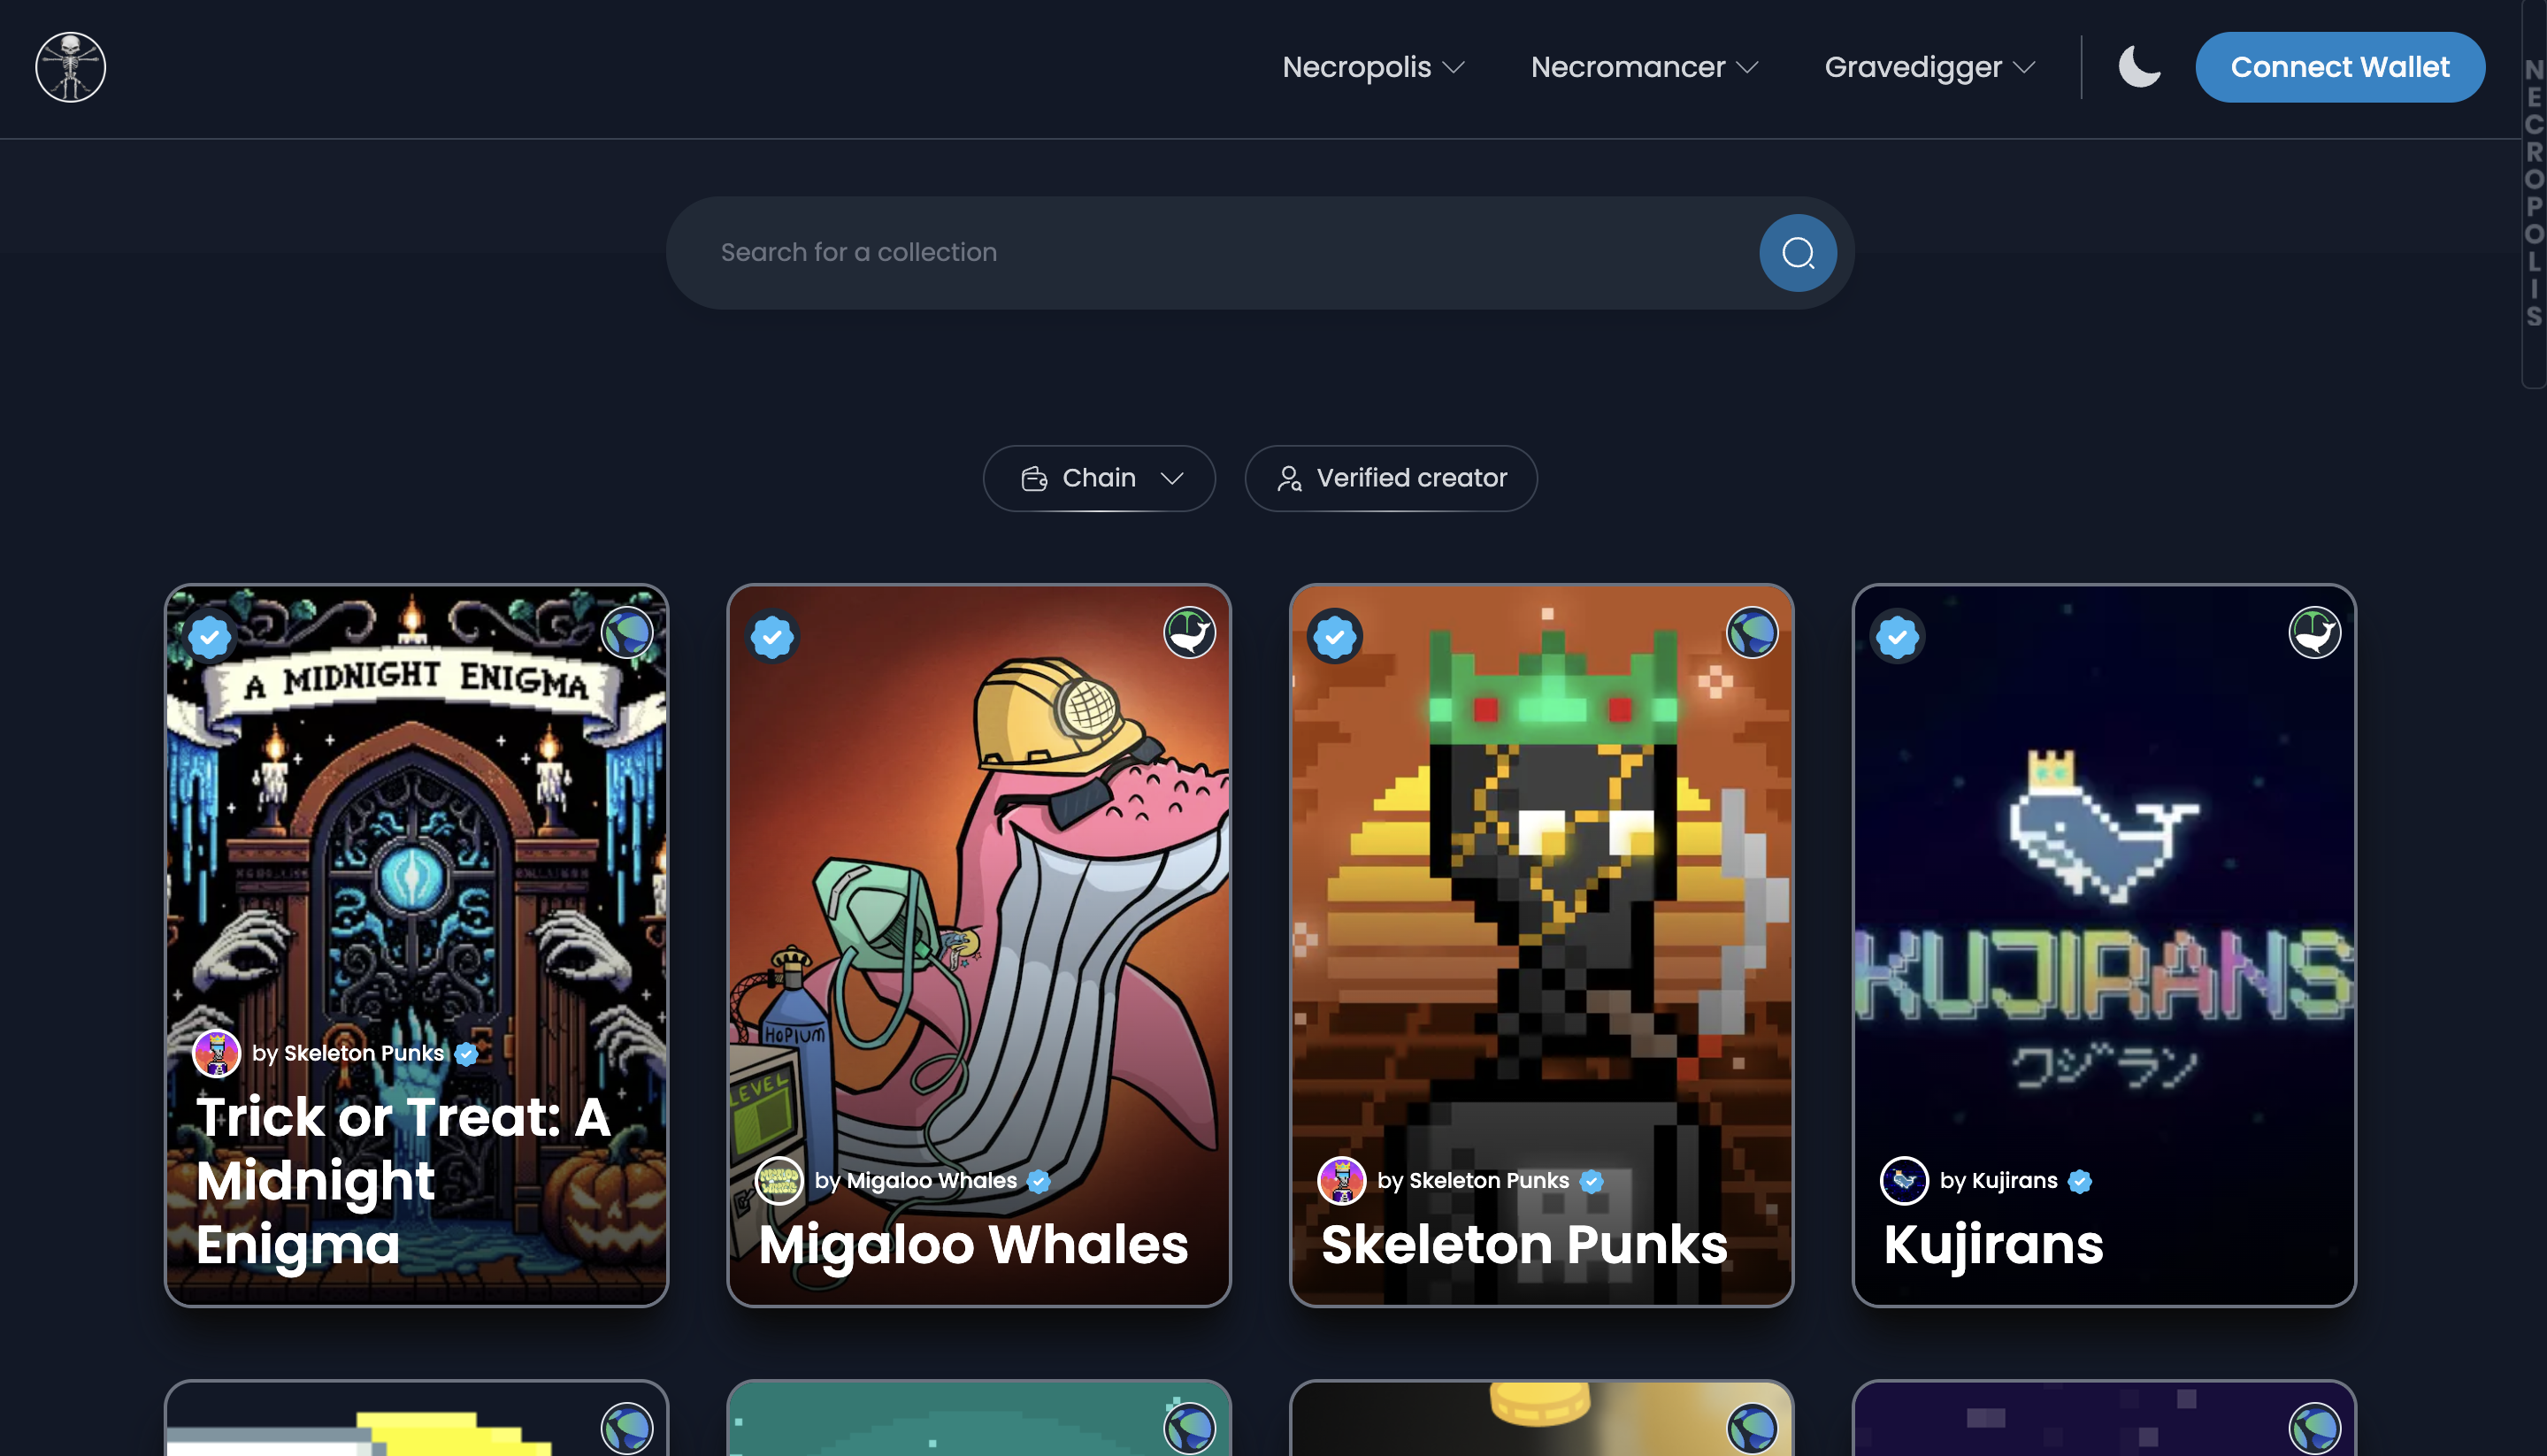 Necropolis
Necromancer
Gravedigger
Connect Wallet
NECROPOLIS
Search for a collection
Chain
Verified creator
A MIDNIGHT ENIGMA
by Skeleton Punks
Trick or Treat: A
Midnight
Enigma
HOPIUM
LEVEL
by Migaloo Whales
Migaloo Whales
by Skeleton Punks
Skeleton Punks
KUJIRANS
クジラン
by Kujirans
Kujirans